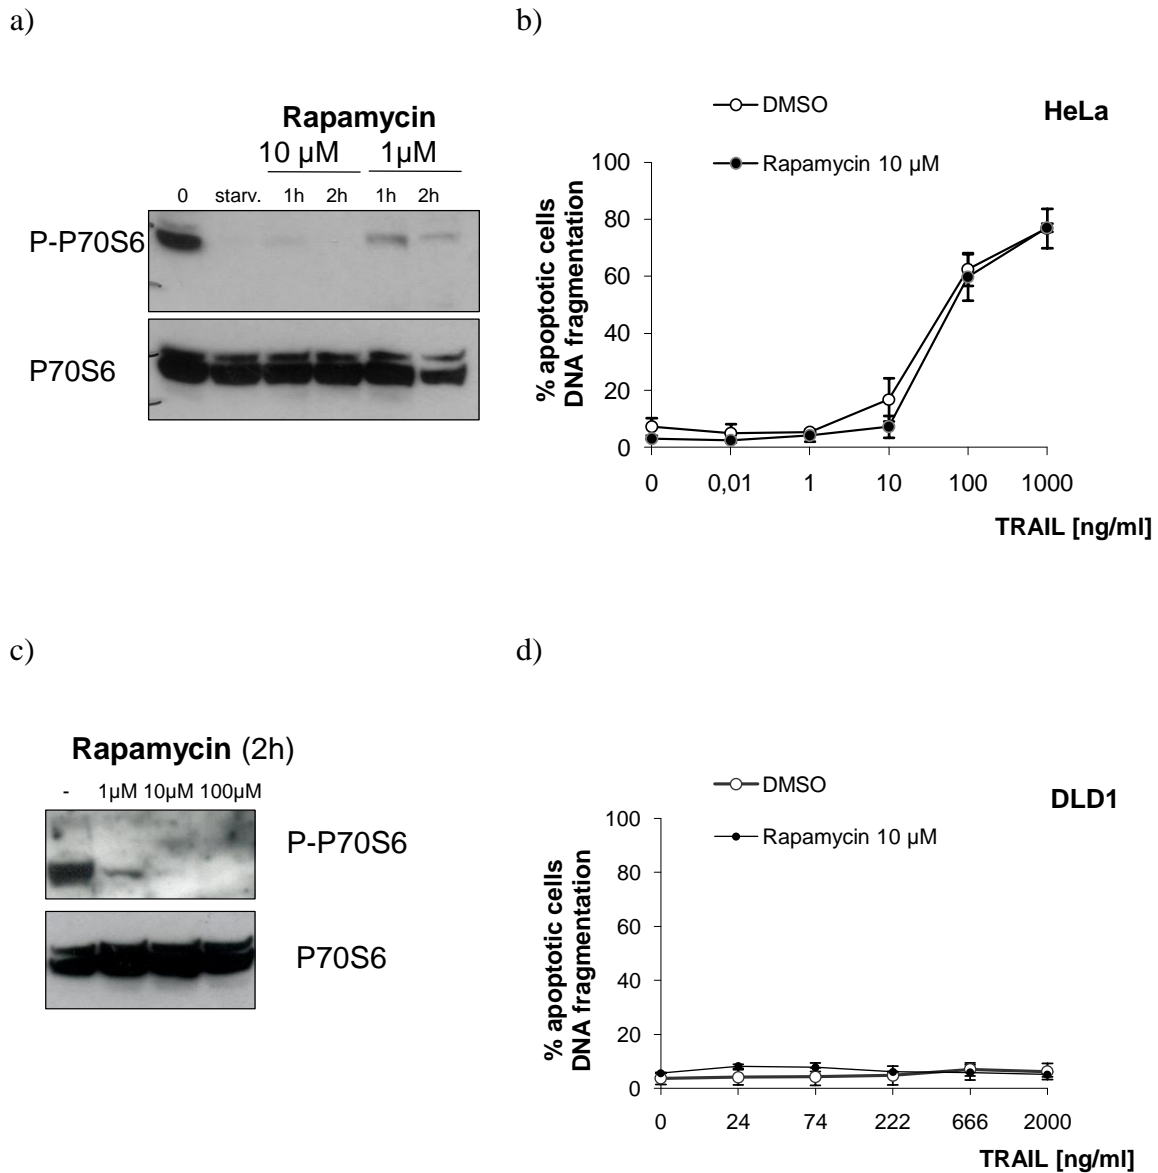 a)
b)
Rapamycin
10 µM 1µM
0 starv. 1h 2h 1h 2h
P-P70S6
P70S6
DMSO
Rapamycin 10 µM
HeLa
% apoptotic cells
DNA fragmentation
100
80
60
40
20
0
0 0,01 1 10 100 1000
TRAIL [ng/ml]
c)
d)
Rapamycin (2h)
- 1µM 10µM 100µM
P-P70S6
P70S6
DMSO
Rapamycin 10 µM
DLD1
% apoptotic cells
DNA fragmentation
100
80
60
40
20
0
0 24 74 222 666 2000
TRAIL [ng/ml]